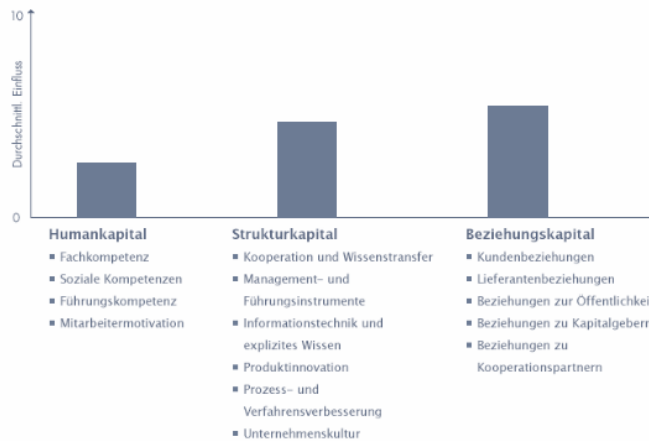 10
Durchschnittl. Einfluss
0
Humankapital
▪ Fachkompetenz
▪ Soziale Kompetenzen
▪ Führungskompetenz
▪ Mitarbeitermotivation
Strukturkapital
▪ Kooperation und Wissenstransfer
▪ Management- und
Führungsinstrumente
▪ Informationstechnik und
explizites Wissen
▪ Produktinnovation
▪ Prozess- und
Verfahrensverbesserung
▪ Unternehmenskultur
Beziehungskapital
▪ Kundenbeziehungen
▪ Lieferantenbeziehungen
▪ Beziehungen zur Öffentlichkei
▪ Beziehungen zu Kapitalgebern
▪ Beziehungen zu
Kooperationspartnern